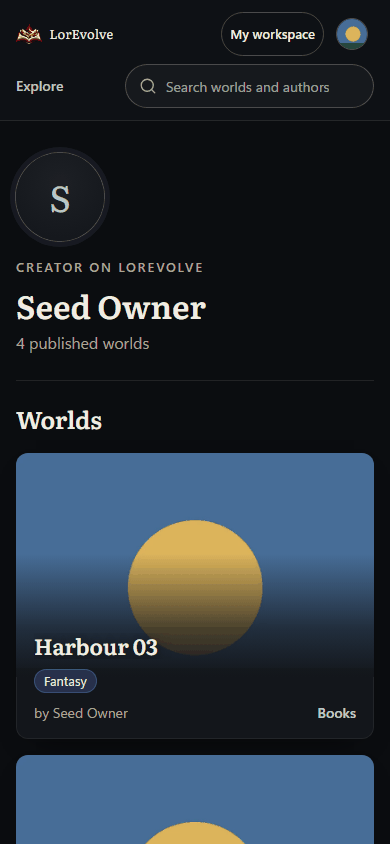 LorEvolve
My workspace
Explore
Search worlds and authors
S
CREATOR ON LOREVOLVE
Seed Owner
4 published worlds
Worlds
Harbour 03
Fantasy
by Seed Owner
Books